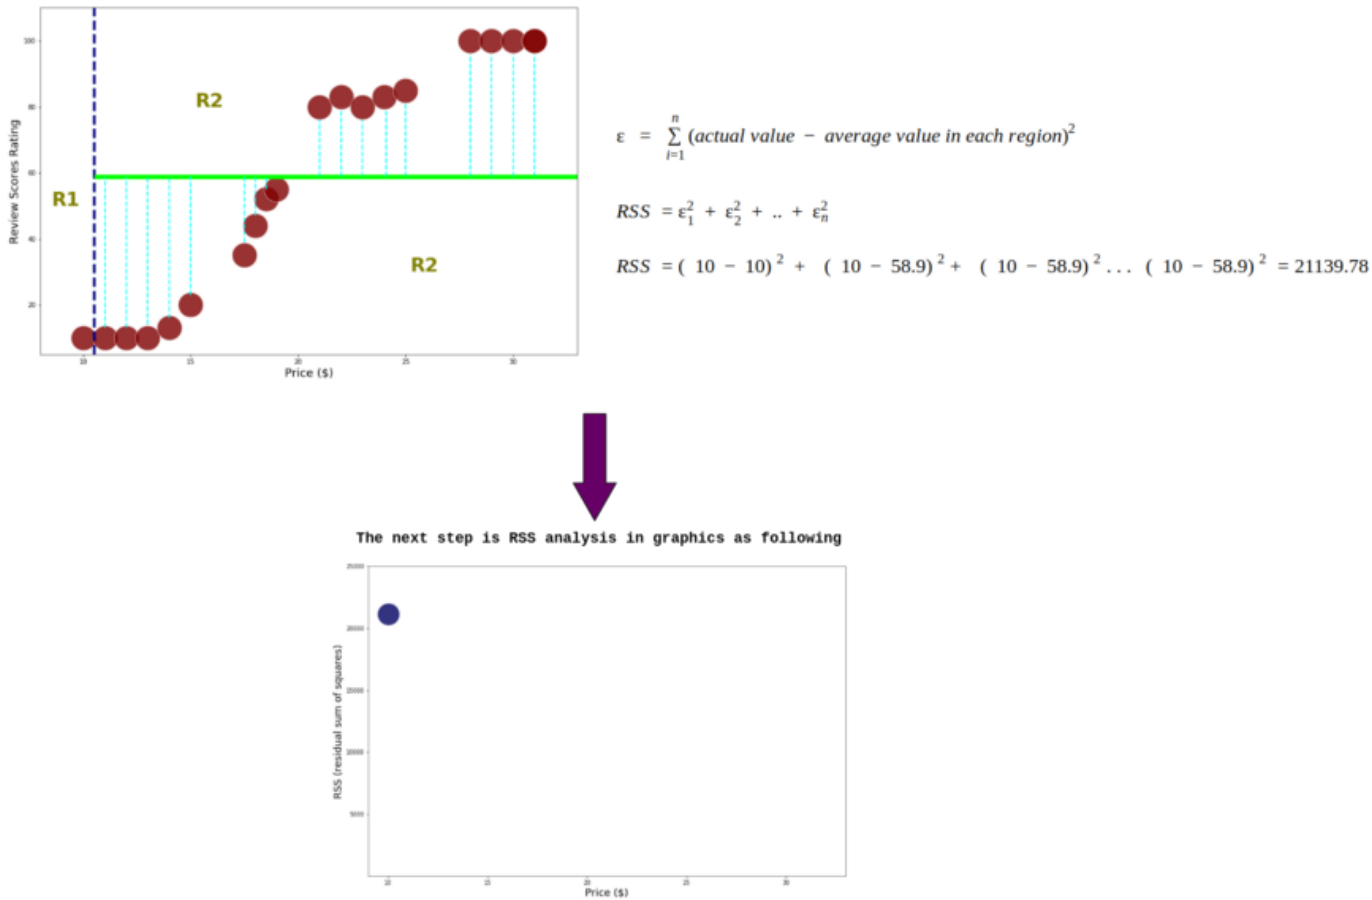 100
80
60
40
20
Review Scores Rating
R2
R1
R2
10 15 20 25 30
Price ($)
ε = n∑i=1 (actual value − average value in each region)²
RSS = ε₁² + ε₂² + .. + εₙ²
RSS = ( 10 − 10)² + ( 10 − 58.9)² + ( 10 − 58.9)² . . . ( 10 − 58.9)² = 21139.78
The next step is RSS analysis in graphics as following
25000
20000
15000
10000
5000
RSS (residual sum of squares)
10 15 20 25 30
Price ($)